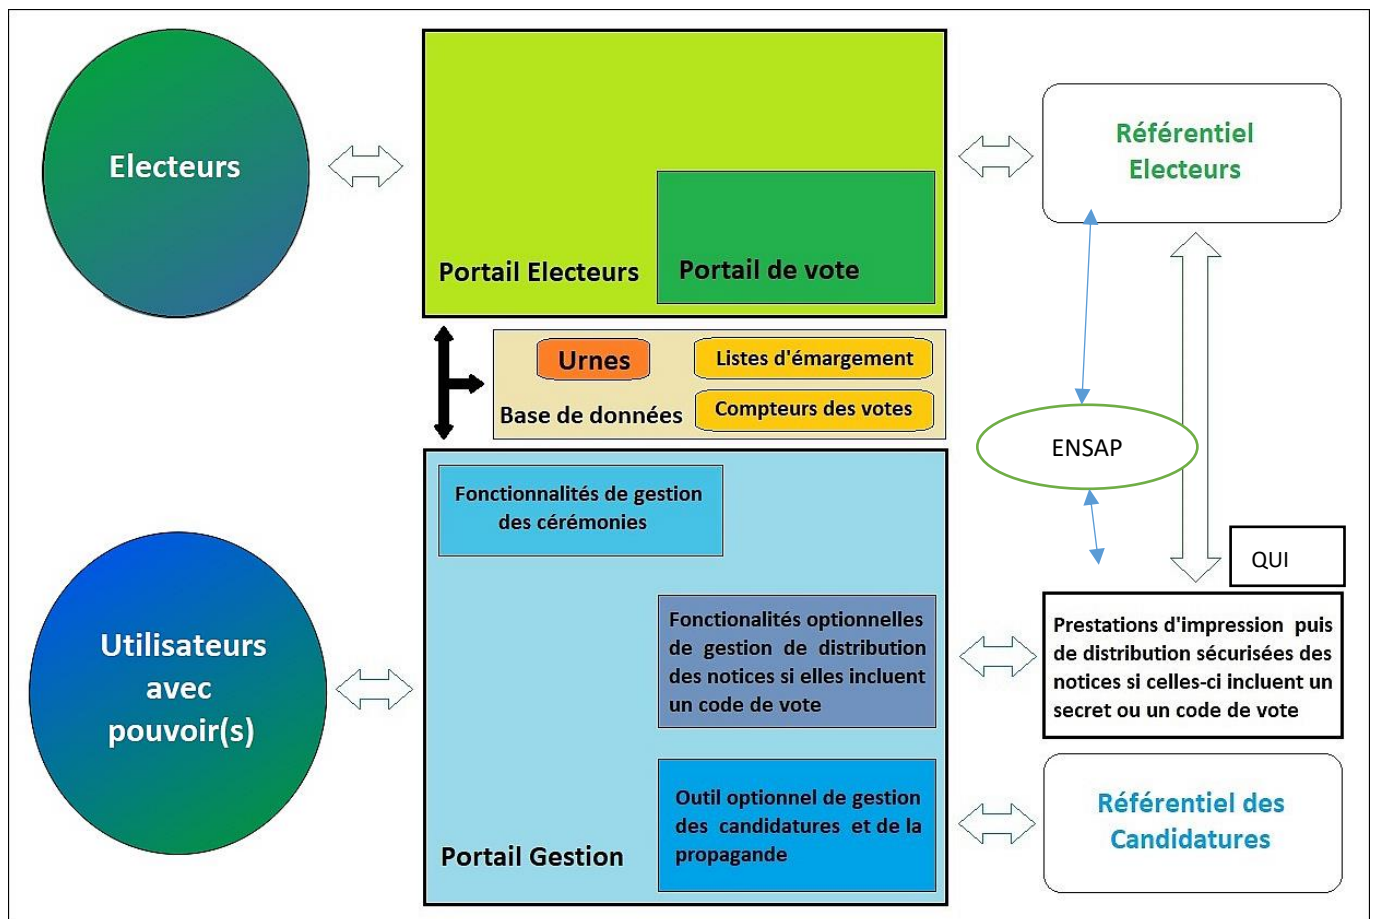 Electeurs
Portail Electeurs
Portail de vote
Référentiel
Electeurs
Urnes
Listes d'émargement
Base de données
Compteurs des votes
ENSAP
Fonctionnalités de gestion
des cérémonies
QUI
Utilisateurs
avec
pouvoir(s)
Fonctionalités optionnelles
de gestion de distribution
des notices si elles incluent
un code de vote
Prestations d'impression puis
de distribution sécurisées des
notices si celles-ci incluent un
secret ou un code de vote
Outil optionnel de gestion
des candidatures et de la
propagande
Portail Gestion
Référentiel des
Candidatures